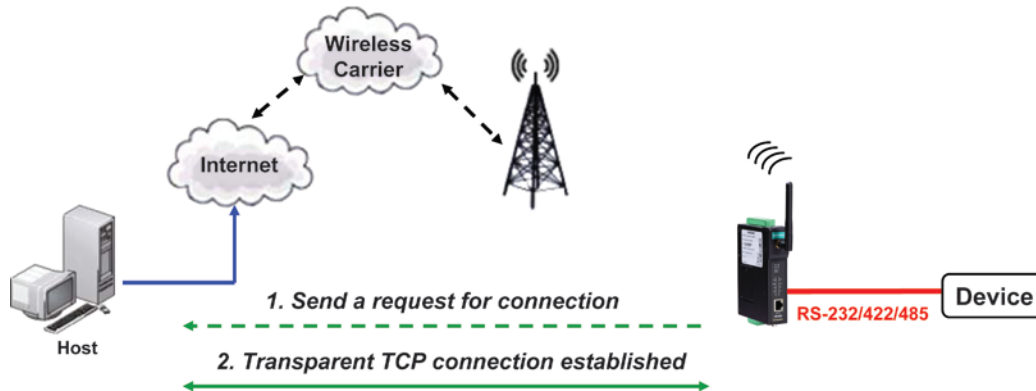 Wireless
Carrier
Internet
1. Send a request for connection
Host
2. Transparent TCP connection established
RS-232/422/485
Device